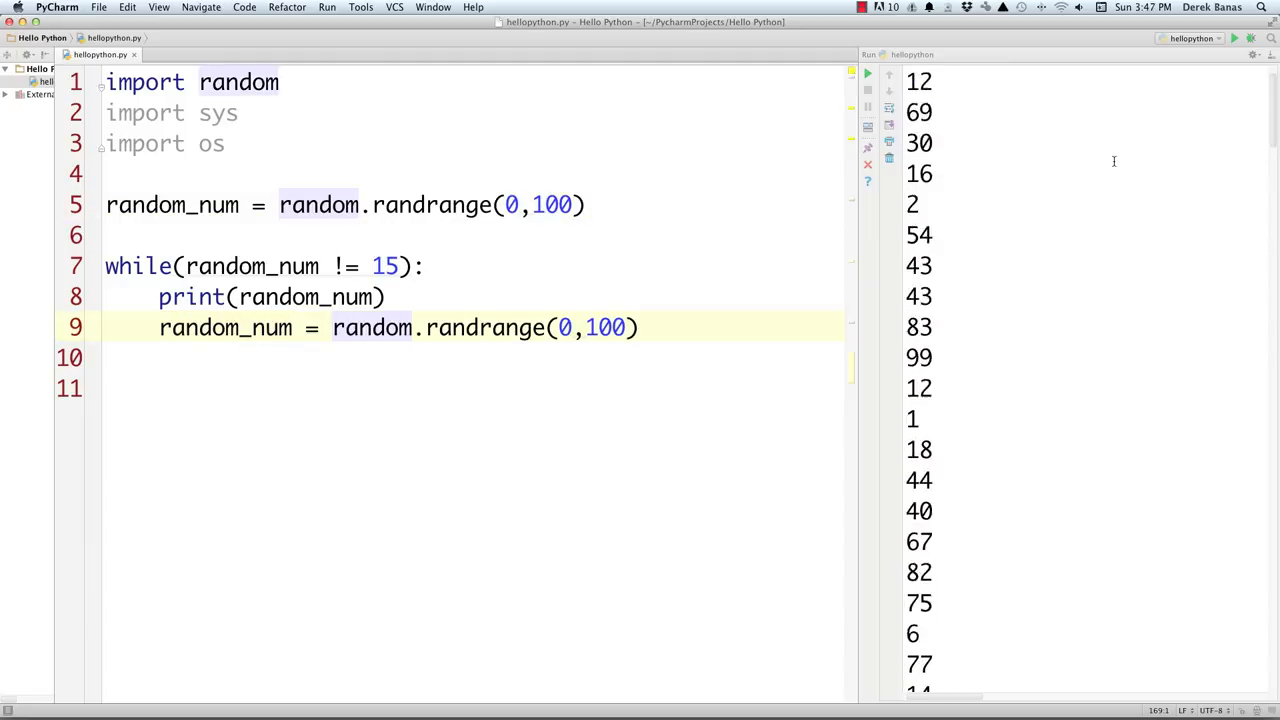 PyCharm File Edit View Navigate Code Refactor Run Tools VCS Window Help 10 Sun 3:47 PM Derek Banas
hellopython.py - Hello Python - [~/PycharmProjects/Hello Python]
Hello Python hellopython.py hellopython
hellopython.py Run hellopython
Hello P
hell
Externa
1 import random
2 import sys
3 import os
4
5 random_num = random.randrange(0,100)
6
7 while(random_num != 15):
8 print(random_num)
9 random_num = random.randrange(0,100)
10
11
12
69
30
16
2
54
43
43
83
99
12
1
18
44
40
67
82
75
6
77
14
169:1 LF UTF-8